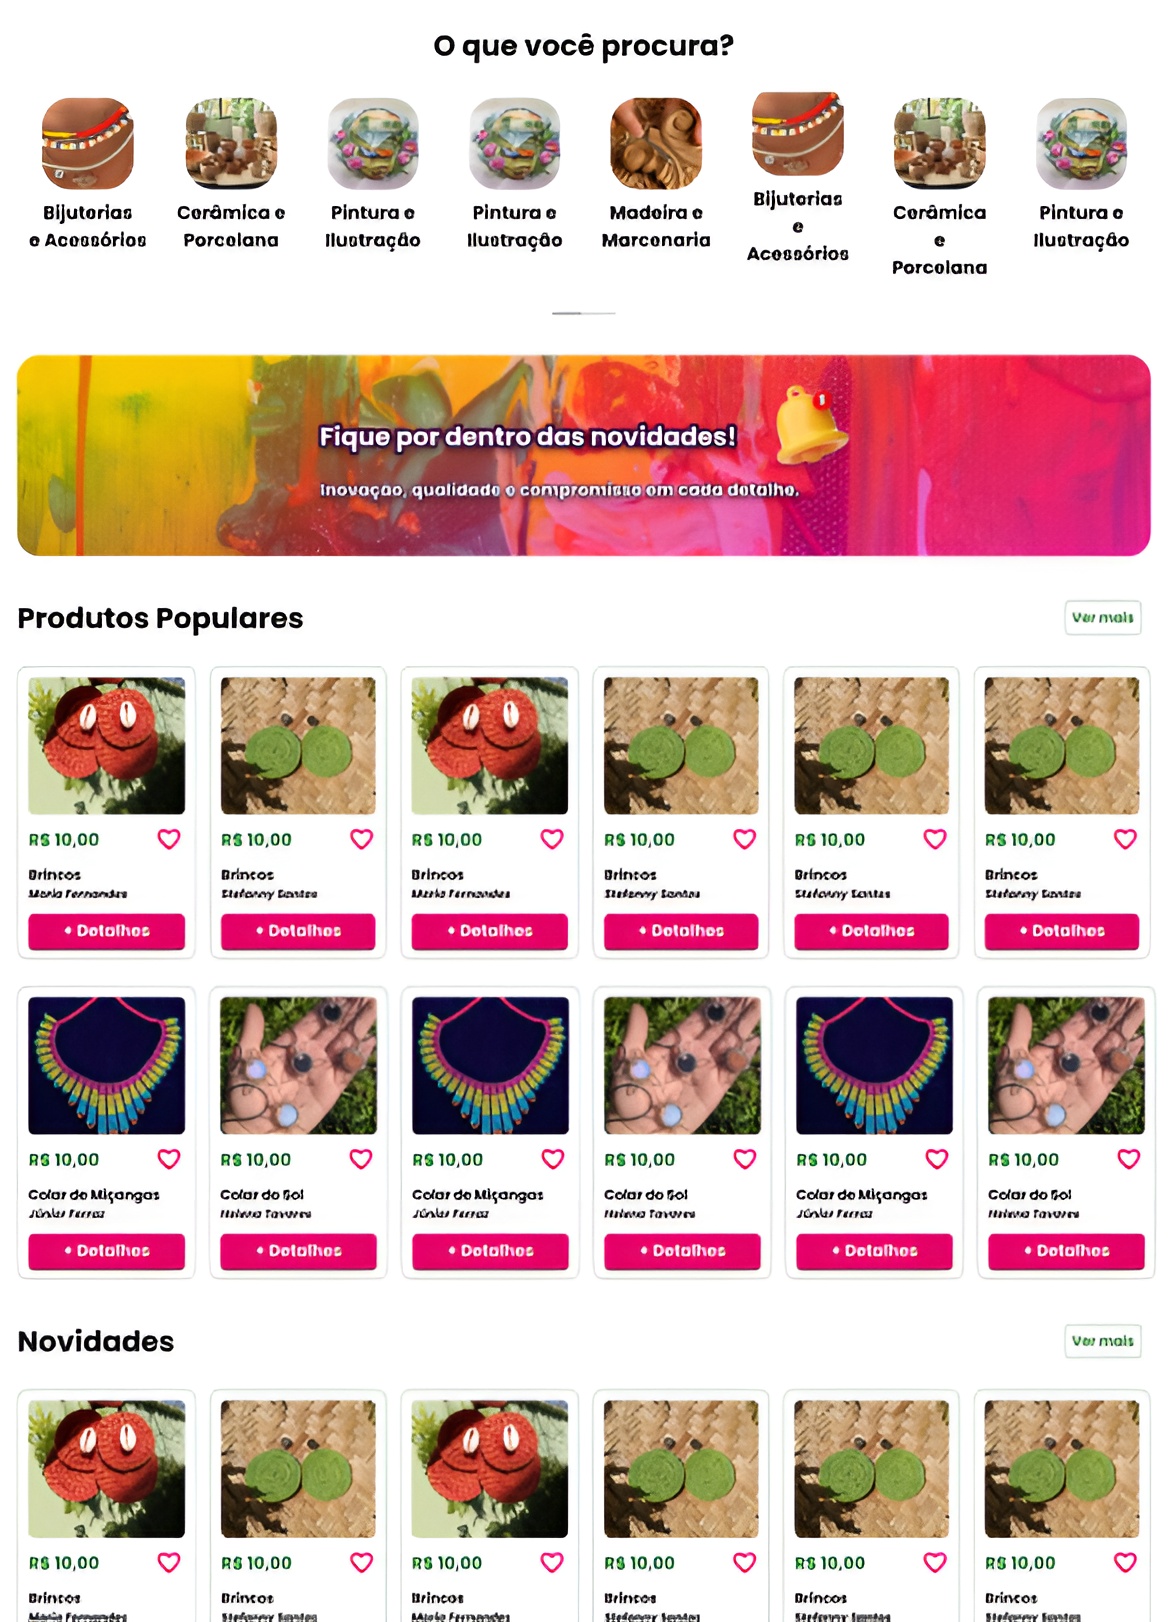 O que você procura?
Bijuterias
e Acessórios
Cerâmica e
Porcelana
Pintura e
Ilustração
Pintura e
Ilustração
Madeira e
Marcenaria
Bijuterias
e
Acessórios
Cerâmica
e
Porcelana
Pintura e
Ilustração
Fique por dentro das novidades!
Inovação, qualidade e compromisso em cada detalhe.
Produtos Populares
Ver mais
R$ 10,00
Brincos
Maria Fernandes
+ Detalhes
R$ 10,00
Brincos
Stefanny Santos
+ Detalhes
R$ 10,00
Brincos
Maria Fernandes
+ Detalhes
R$ 10,00
Brincos
Stefanny Santos
+ Detalhes
R$ 10,00
Brincos
Stefanny Santos
+ Detalhes
R$ 10,00
Brincos
Stefanny Santos
+ Detalhes
R$ 10,00
Colar de Miçangas
Júnior Ferraz
+ Detalhes
R$ 10,00
Colar do Sol
Helena Tavares
+ Detalhes
R$ 10,00
Colar de Miçangas
Júnior Ferraz
+ Detalhes
R$ 10,00
Colar do Sol
Helena Tavares
+ Detalhes
R$ 10,00
Colar de Miçangas
Júnior Ferraz
+ Detalhes
R$ 10,00
Colar do Sol
Helena Tavares
+ Detalhes
Novidades
Ver mais
R$ 10,00
Brincos
Maria Fernandes
R$ 10,00
Brincos
Stefanny Santos
R$ 10,00
Brincos
Maria Fernandes
R$ 10,00
Brincos
Stefanny Santos
R$ 10,00
Brincos
Stefanny Santos
R$ 10,00
Brincos
Stefanny Santos